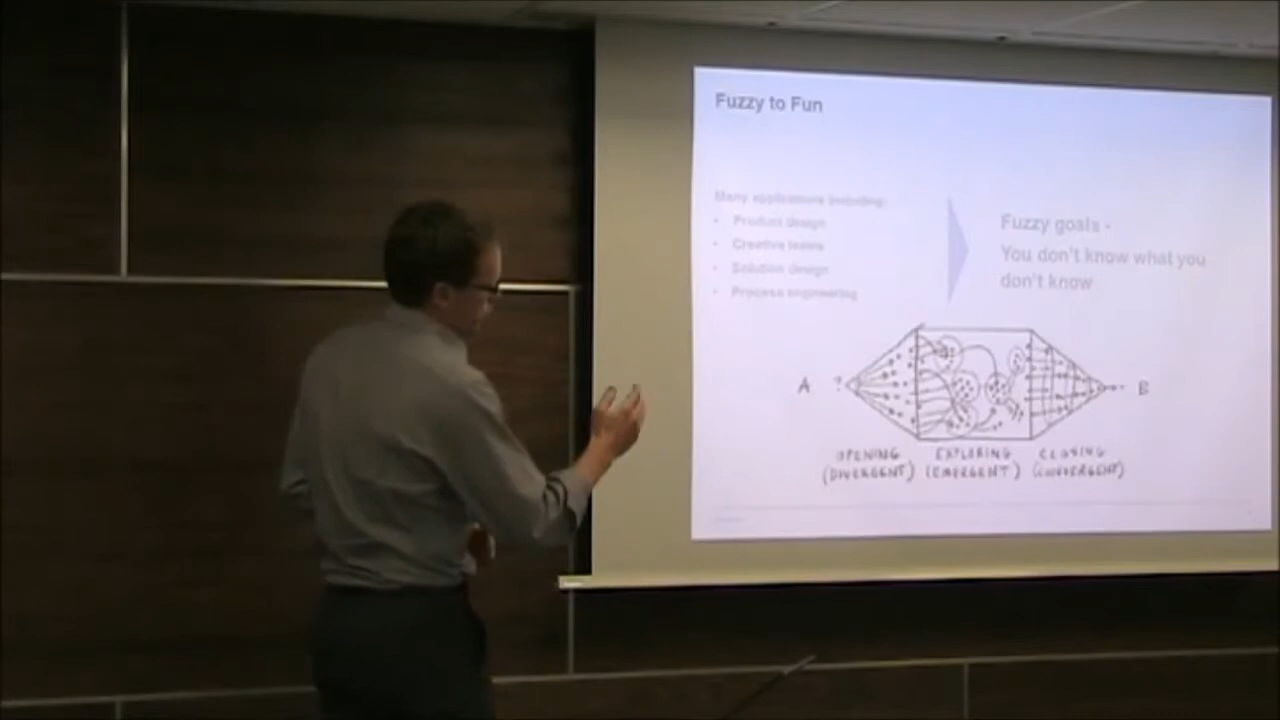 Fuzzy to Fun
Many applications including:
• Product design
• Creative teams
• Solution design
• Process engineering
Fuzzy goals -
You don't know what you
don't know
A ? B
OPENING EXPLORING CLOSING
(DIVERGENT) (EMERGENT) (CONVERGENT)